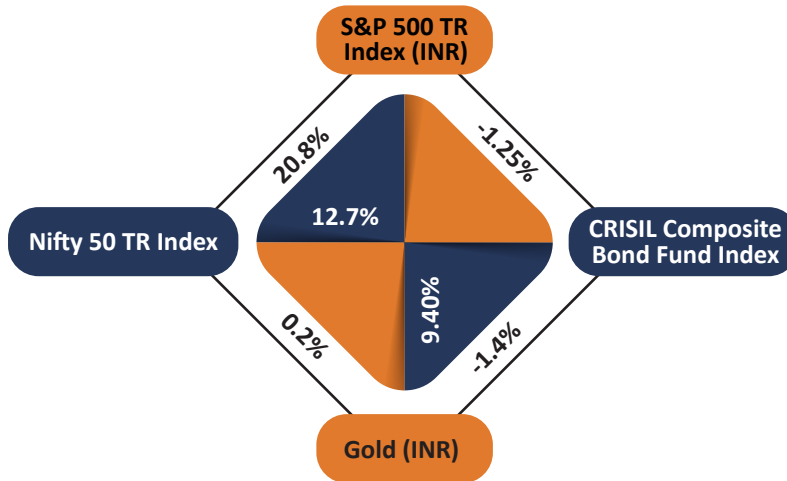 S&P 500 TR
Index (INR)
20.8%
-1.25%
12.7%
Nifty 50 TR Index
CRISIL Composite
Bond Fund Index
9.40%
0.2%
-1.4%
Gold (INR)